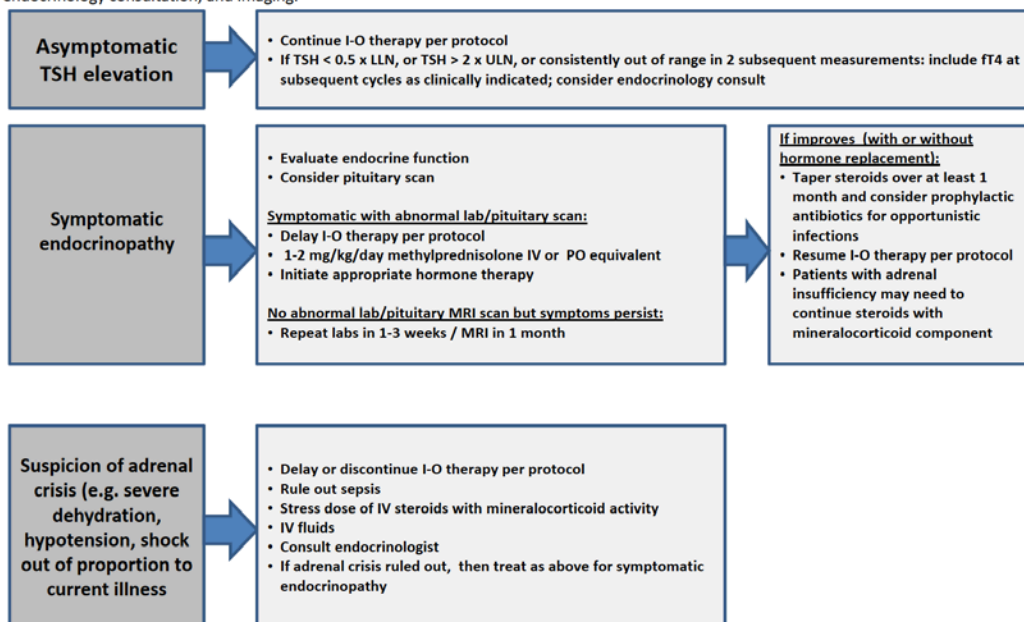 endocrinology consultation, and imaging.
Asymptomatic
TSH elevation
• Continue I-O therapy per protocol
• If TSH < 0.5 x LLN, or TSH > 2 x ULN, or consistently out of range in 2 subsequent measurements: include fT4 at
subsequent cycles as clinically indicated; consider endocrinology consult
Symptomatic
endocrinopathy
• Evaluate endocrine function
• Consider pituitary scan
Symptomatic with abnormal lab/pituitary scan:
• Delay I-O therapy per protocol
• 1-2 mg/kg/day methylprednisolone IV or PO equivalent
• Initiate appropriate hormone therapy
No abnormal lab/pituitary MRI scan but symptoms persist:
• Repeat labs in 1-3 weeks / MRI in 1 month
If improves (with or without
hormone replacement):
• Taper steroids over at least 1
month and consider prophylactic
antibiotics for opportunistic
infections
• Resume I-O therapy per protocol
• Patients with adrenal
insufficiency may need to
continue steroids with
mineralocorticoid component
Suspicion of adrenal
crisis (e.g. severe
dehydration,
hypotension, shock
out of proportion to
current illness
• Delay or discontinue I-O therapy per protocol
• Rule out sepsis
• Stress dose of IV steroids with mineralocorticoid activity
• IV fluids
• Consult endocrinologist
• If adrenal crisis ruled out, then treat as above for symptomatic
endocrinopathy